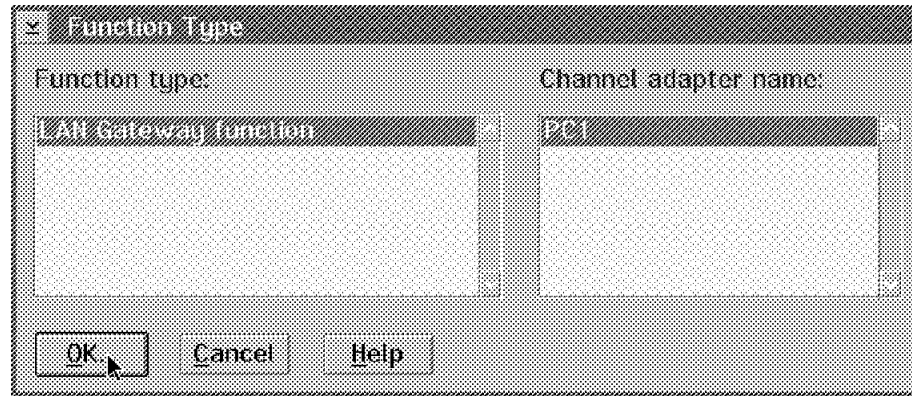 Function Type
Function type:
Channel adapter name:
LAN Gateway function
PC1
OK.
Cancel
Help